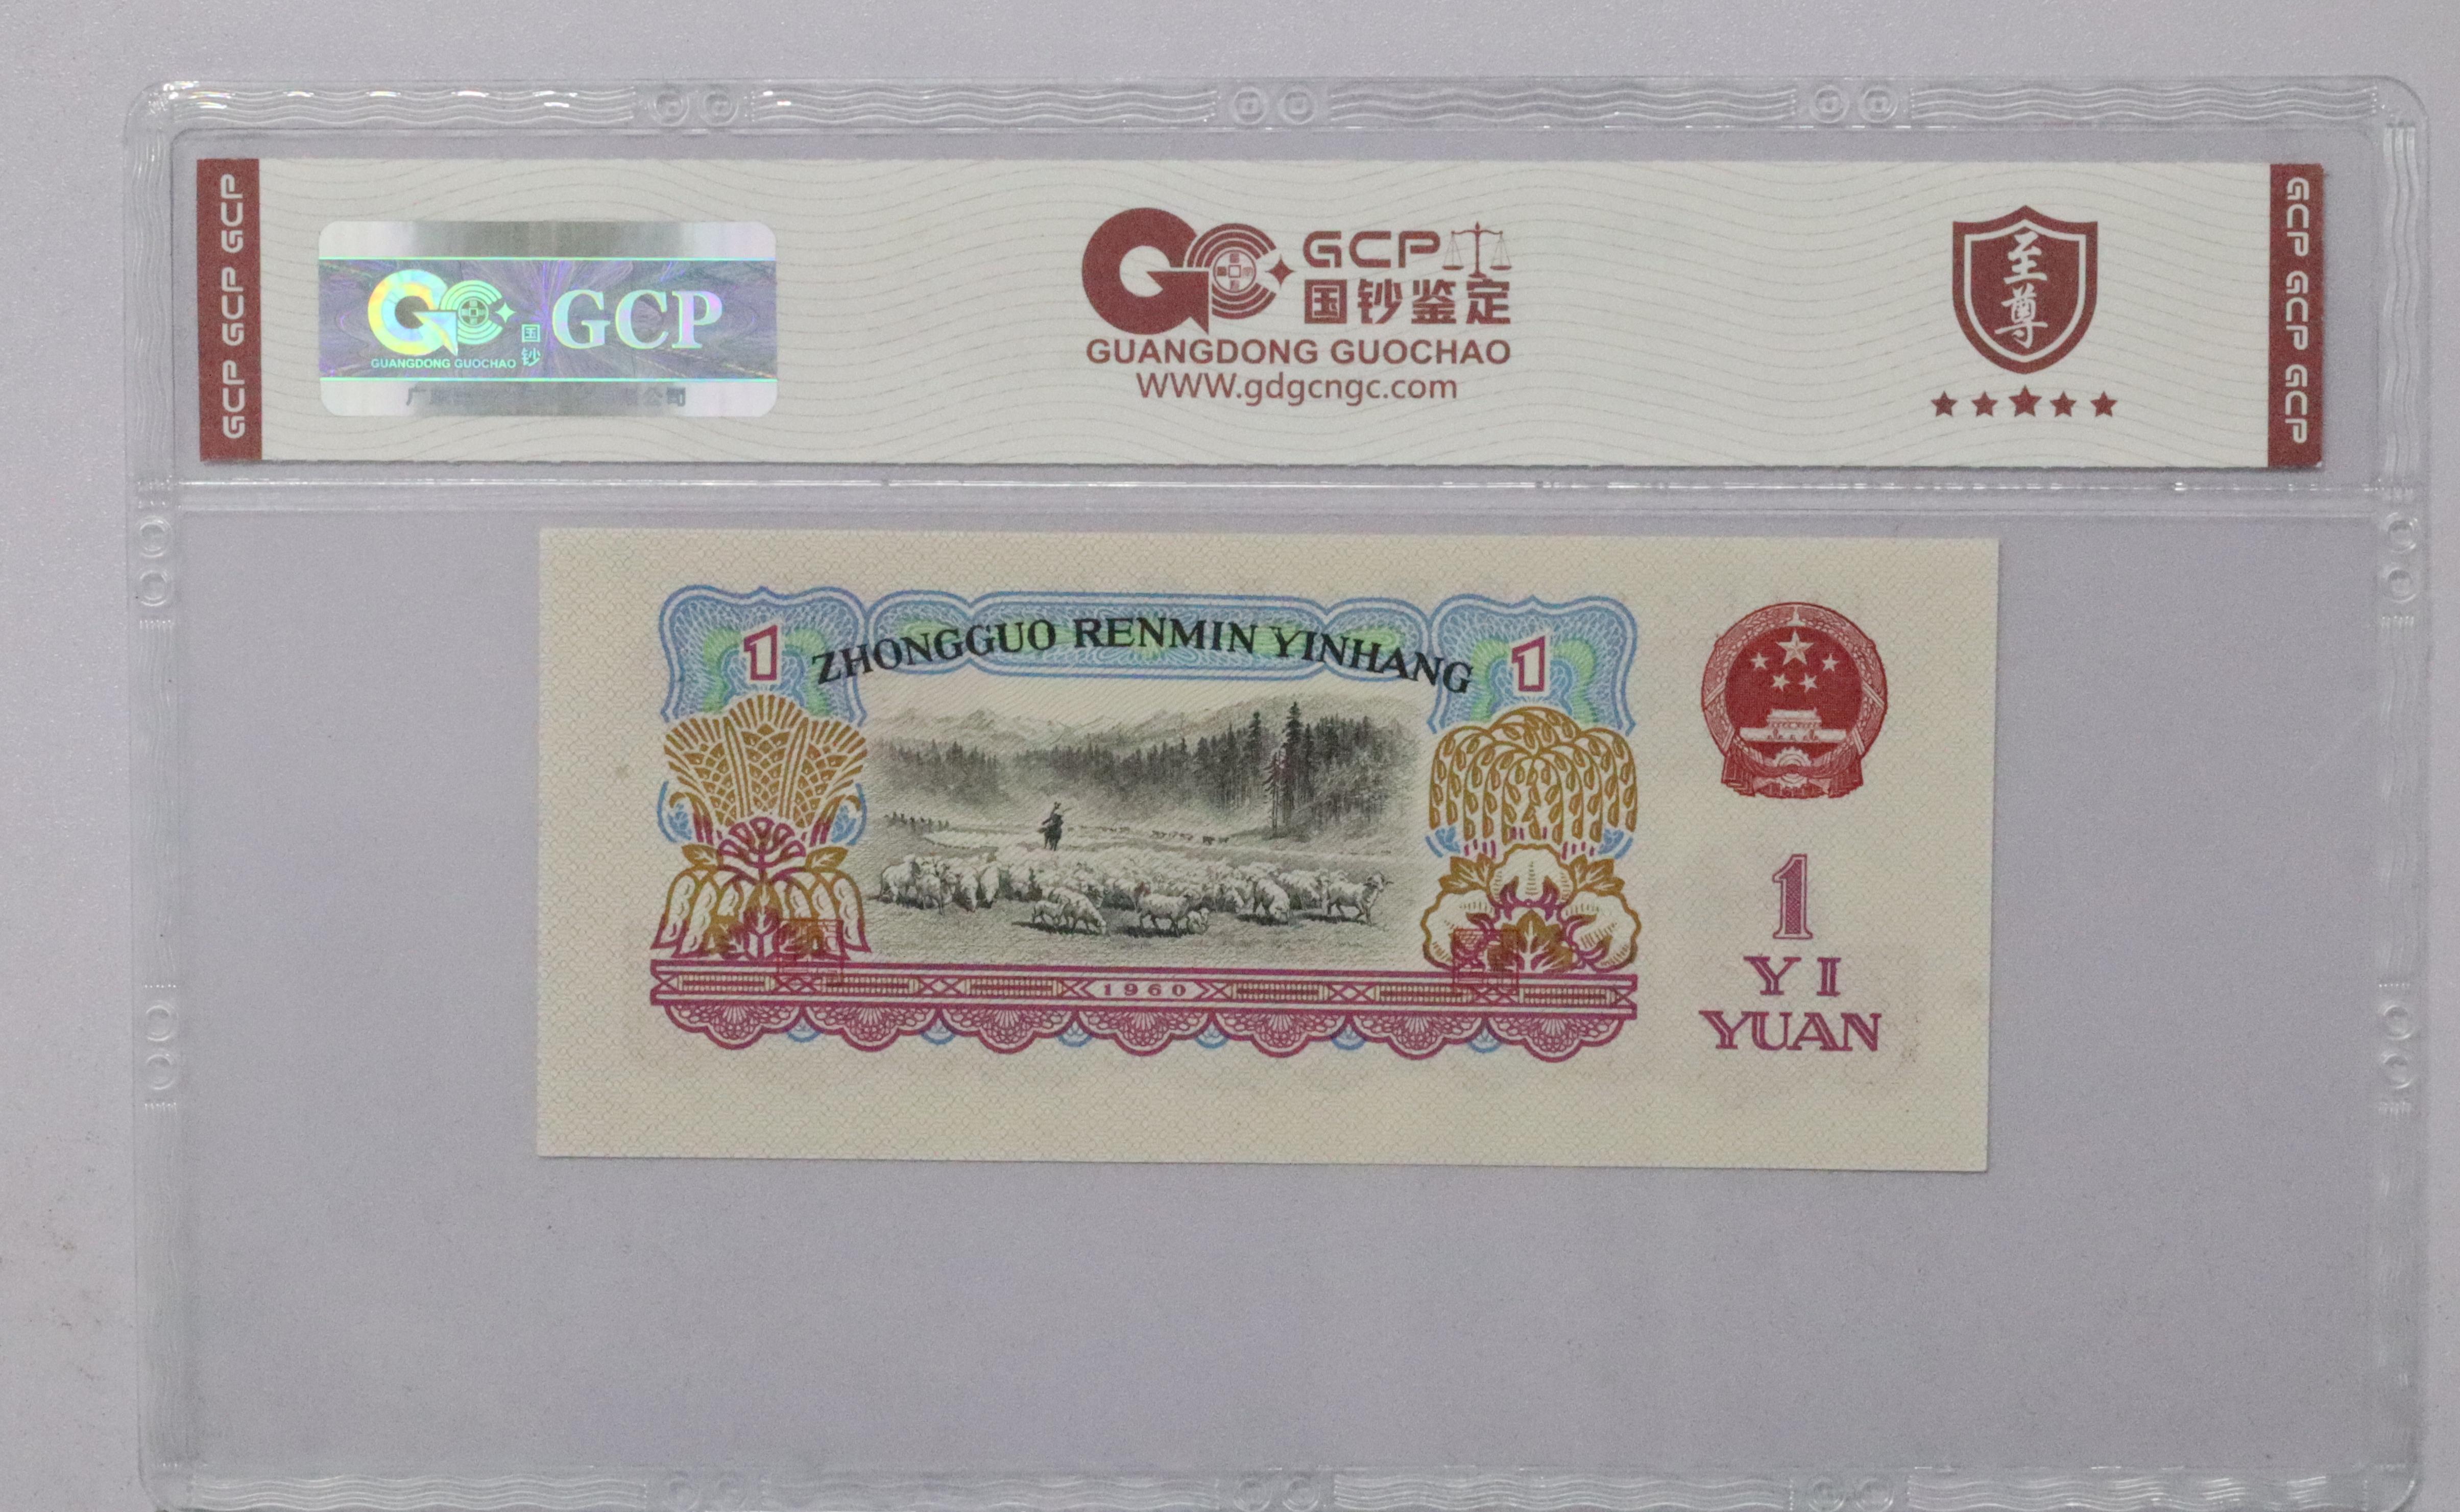 GCP GCP GCP
GUANGDONG GUOCHAO
国钞
GCP
GCP
国钞鉴定
GUANGDONG GUOCHAO
WWW.gdgcngc.com
至尊
GCP GCP GCP
1
ZHONGGUO RENMIN YINHANG
1
1960
1
YI
YUAN